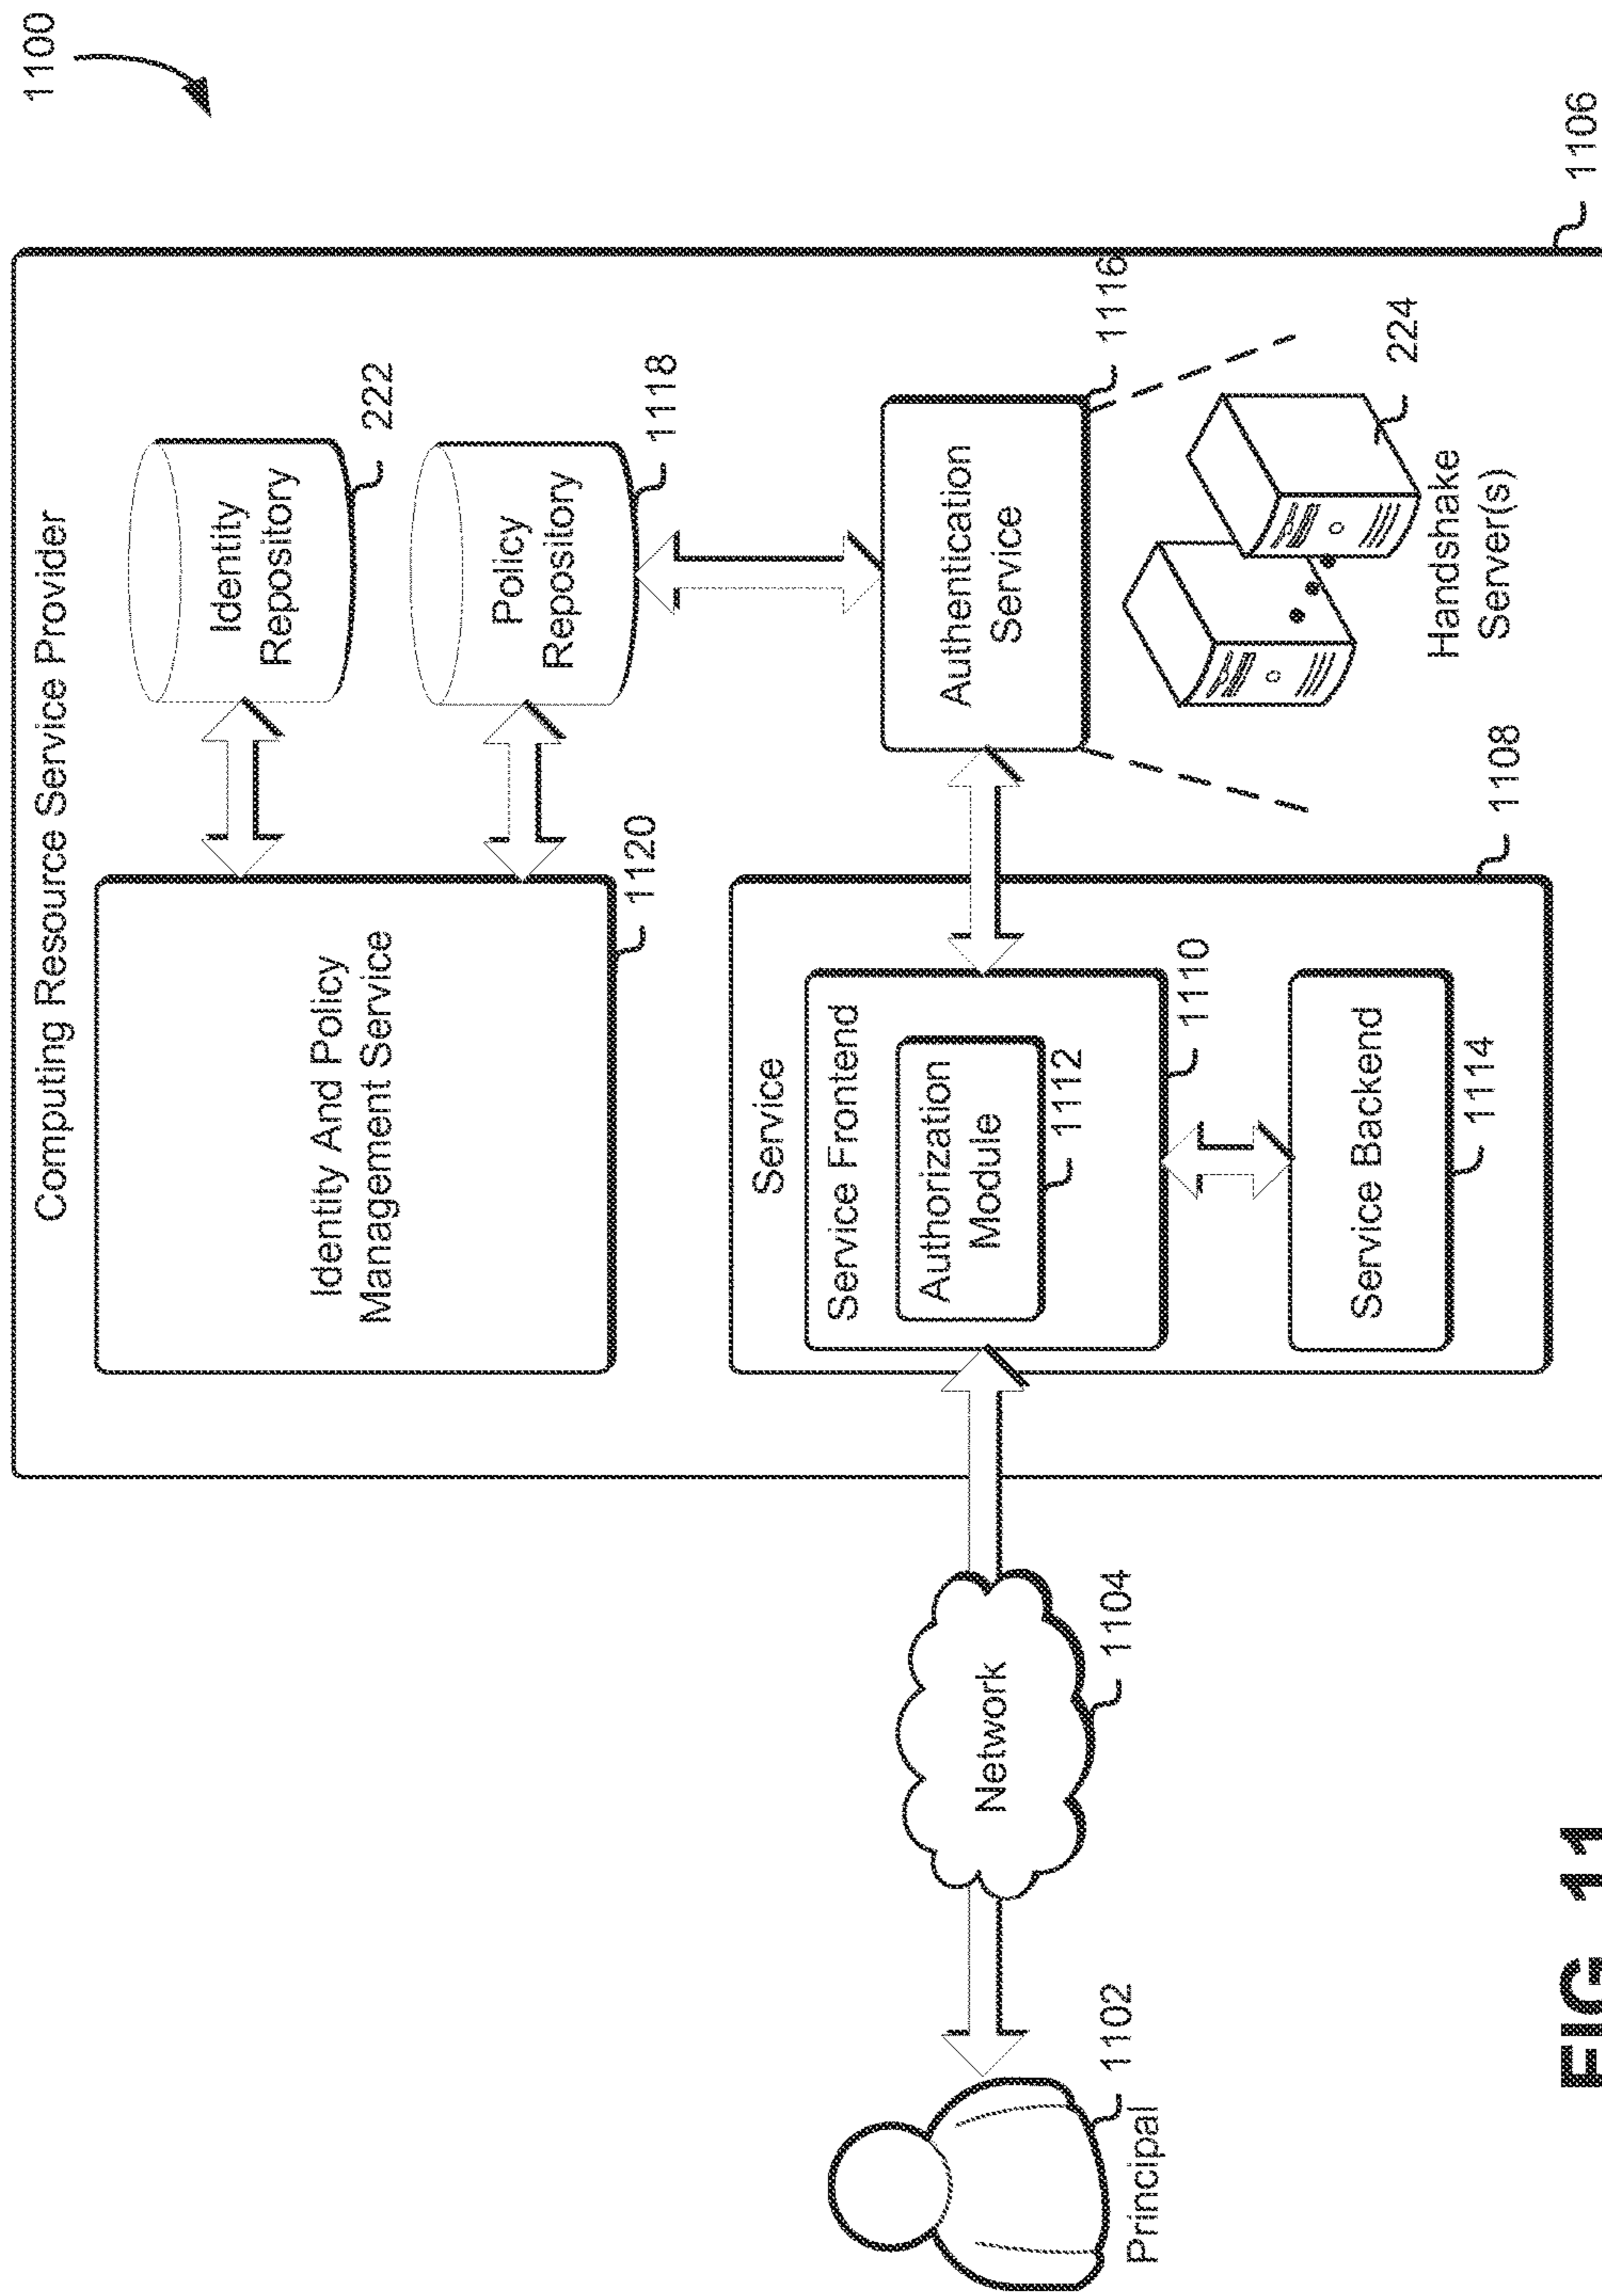 1100
Computing Resource Service Provider
Identity And Policy
Management Service
1120
Identity
Repository
222
Policy
Repository
1118
Service
Service Frontend
Authorization
Module
1112
1110
Service Backend
1114
1108
Authentication
Service
1116
224
Handshake
Server(s)
1106
Network
1104
1102
Principal
FIG. 11